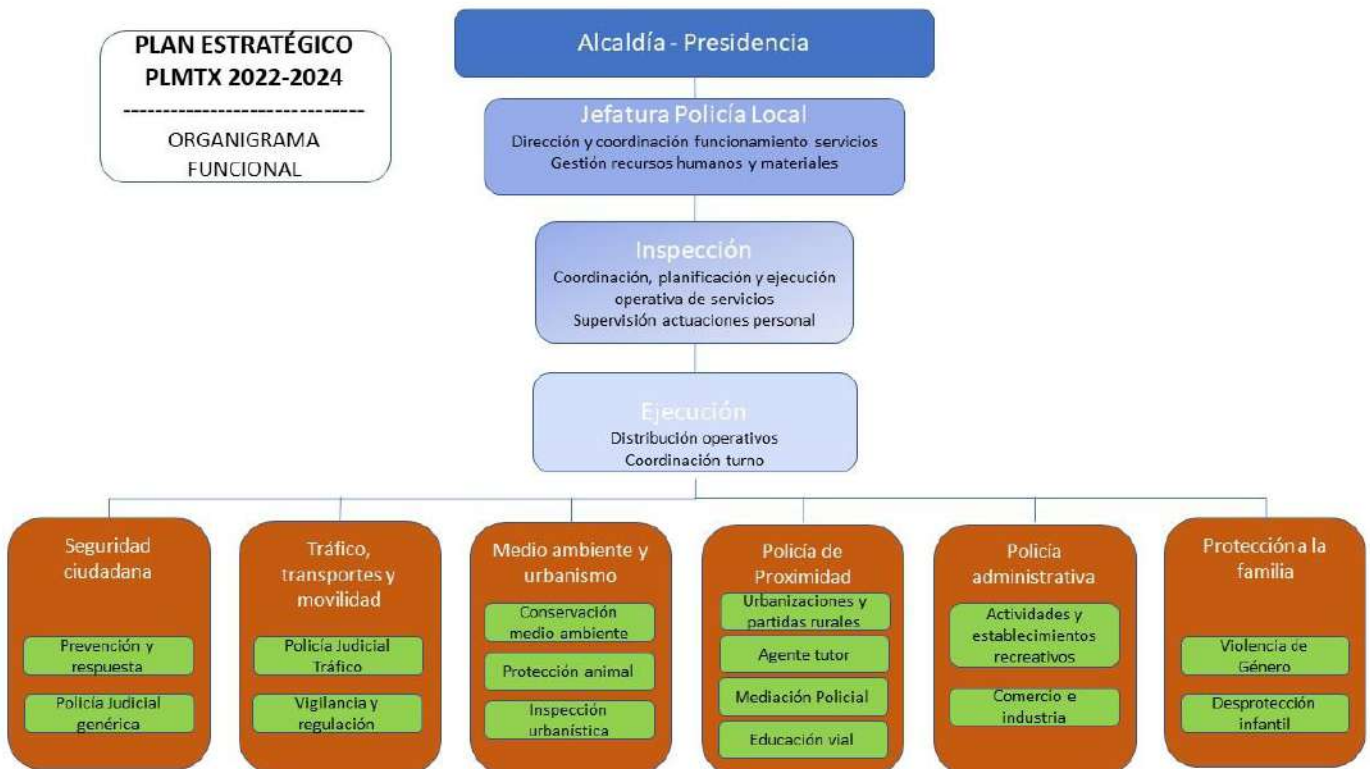 PLAN ESTRATÉGICO
PLMTX 2022-2024
------------------------------
ORGANIGRAMA
FUNCIONAL
Alcaldía - Presidencia
Jefatura Policía Local
Dirección y coordinación funcionamiento servicios
Gestión recursos humanos y materiales
Inspección
Coordinación, planificación y ejecución
operativa de servicios
Supervisión actuaciones personal
Ejecución
Distribución operativos
Coordinación turno
Seguridad
ciudadana
Prevención y
respuesta
Policía Judicial
genérica
Tráfico,
transportes y
movilidad
Policía Judicial
Tráfico
Vigilancia y
regulación
Medio ambiente y
urbanismo
Conservación
medio ambiente
Protección animal
Inspección
urbanística
Policía de
Proximidad
Urbanizaciones y
partidas rurales
Agente tutor
Mediación Policial
Educación vial
Policía
administrativa
Actividades y
establecimientos
recreativos
Comercio e
industria
Protección a la
familia
Violencia de
Género
Desprotección
infantil